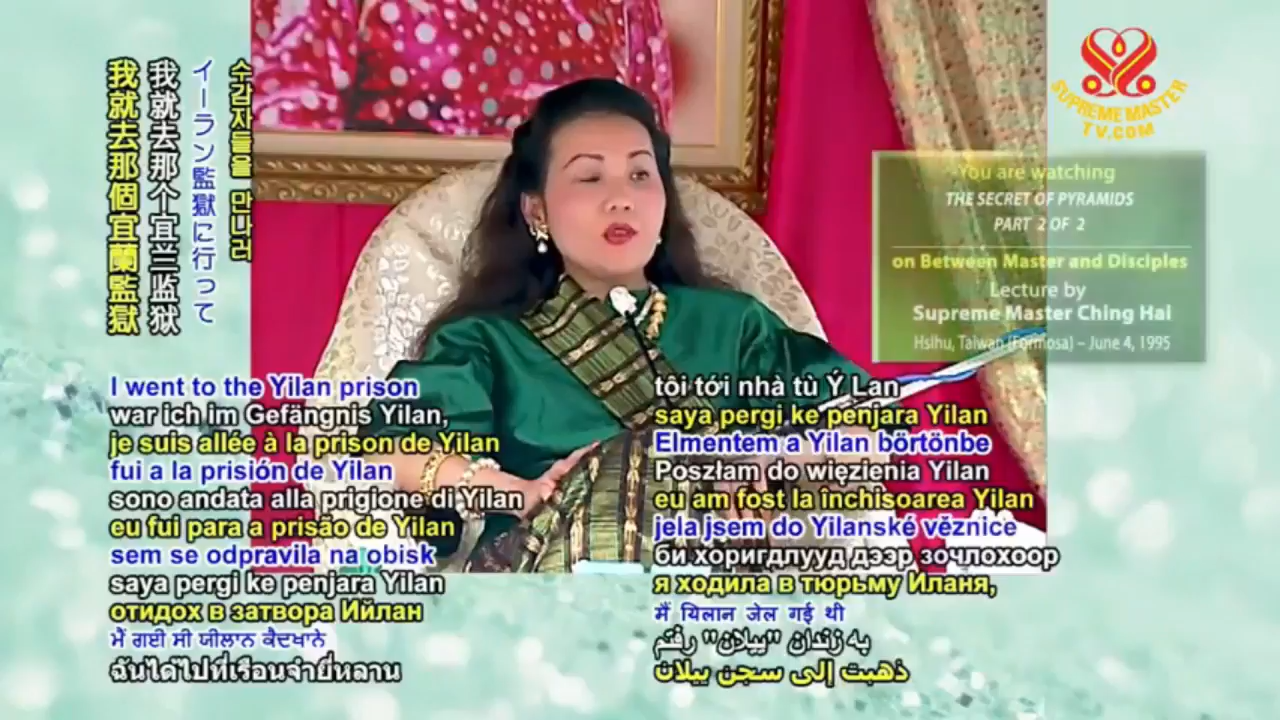 수감자들을 만나러
イーラン監獄に行って
我就去那个宜兰监狱
我就去那個宜蘭監獄
SUPREME MASTER
TV.COM
You are watching
THE SECRET OF PYRAMIDS
PART 2 OF 2
on Between Master and Disciples
Lecture by
Supreme Master Ching Hai
Hsihu, Taiwan (Formosa) – June 4, 1995
I went to the Yilan prison
war ich im Gefängnis Yilan,
je suis allée à la prison de Yilan
fui a la prisión de Yilan
sono andata alla prigione di Yilan
eu fui para a prisão de Yilan
sem se odpravila na obisk
saya pergi ke penjara Yilan
отидох в затвора Ийлан
ਮੈਂ ਗਈ ਸੀ ਯੀਲਾਨ ਕੈਦਖਾਨੇ
ฉันได้ไปที่เรือนจำยี่หลาน
tôi tới nhà tù Ý Lan
saya pergi ke penjara Yilan
Elmentem a Yilan börtönbe
Poszłam do więzienia Yilan
eu am fost la închisoarea Yilan
jela jsem do Yilanské věznice
би хоригдлууд дээр зочлохоор
я ходила в тюрьму Иланя,
मैं यिलान जेल गई थी
به زندان "ییلان" رفتم
ذهبت إلى سجن ييلان